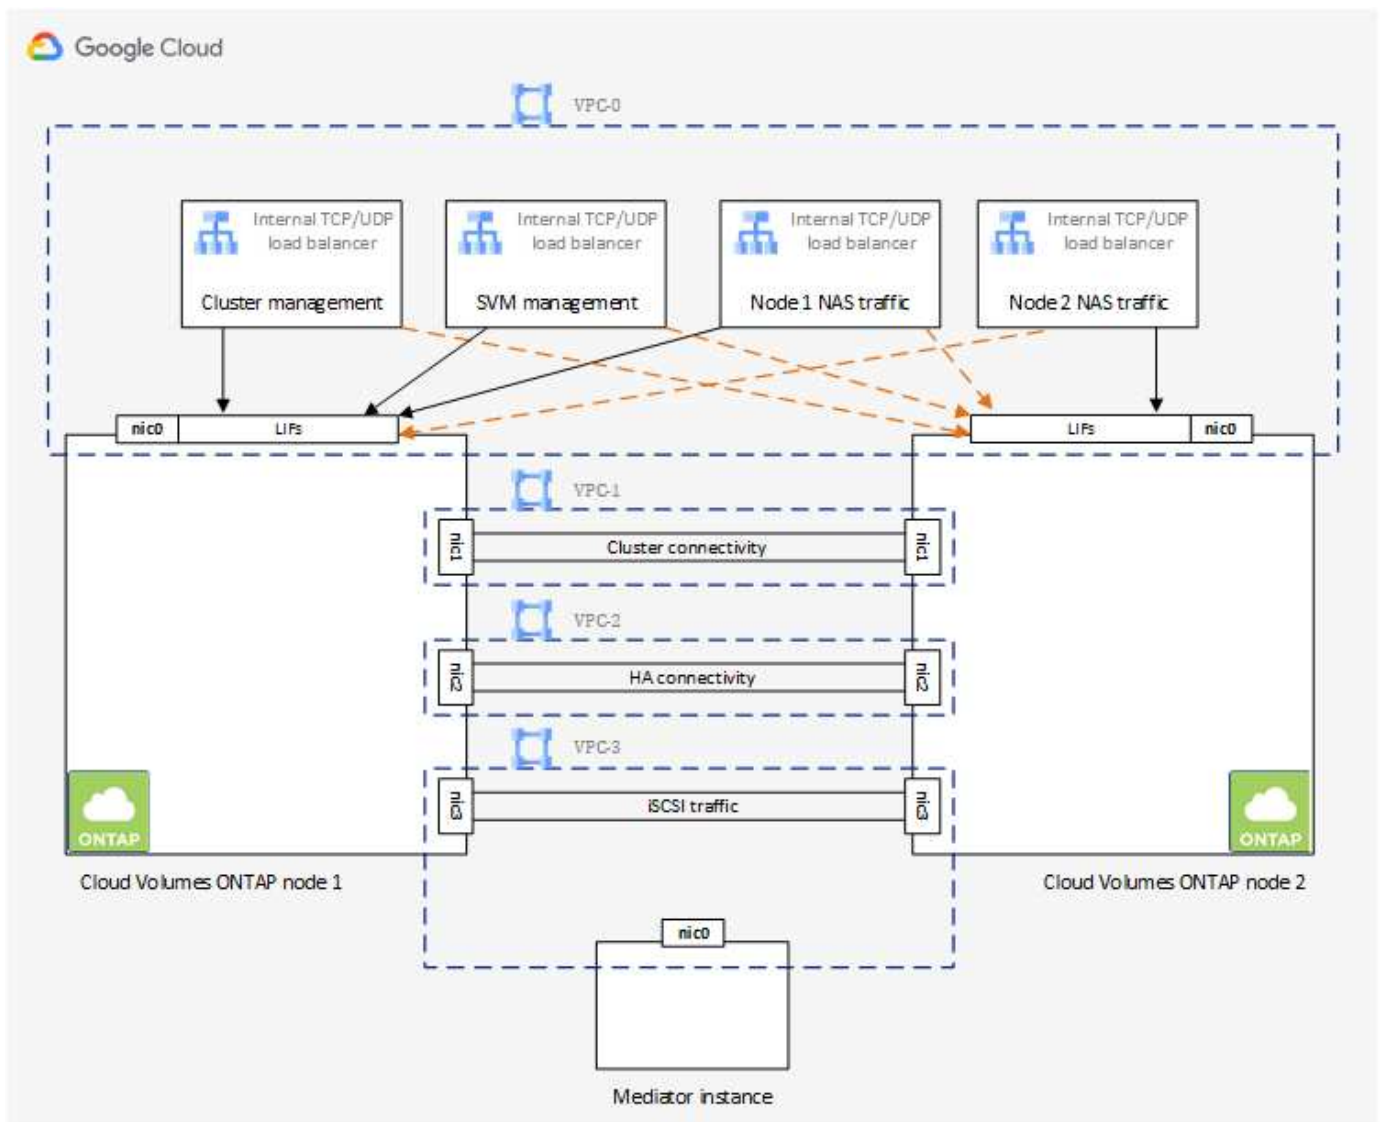 Google Cloud
VPC-0
Internal TCP/UDP
load balancer
Cluster management
Internal TCP/UDP
load balancer
SVM management
Internal TCP/UDP
load balancer
Node 1 NAS traffic
Internal TCP/UDP
load balancer
Node 2 NAS traffic
nic0
LIFs
LIFs
nic0
VPC-1
nic1
Cluster connectivity
nic1
VPC-2
nic2
HA connectivity
nic2
VPC-3
nic3
iSCSI traffic
nic3
ONTAP
ONTAP
Cloud Volumes ONTAP node 1
Cloud Volumes ONTAP node 2
nic0
Mediator instance